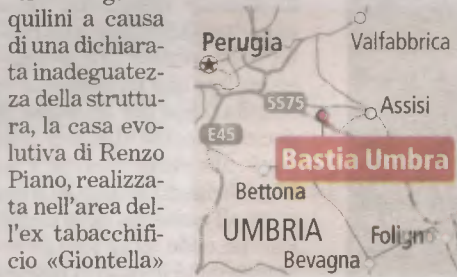 quilini a causa
di una dichiara-
ta inadeguatez-
za della struttu-
ra, la casa evo-
lutiva di Renzo
Piano, realizza-
ta nell'area del-
l'ex tabacchifi-
cio «Giontella»
Perugia
Valfabbrica
SS75
Assisi
E45
Bastia Umbra
Bettona
UMBRIA
Foligno
Bevagna